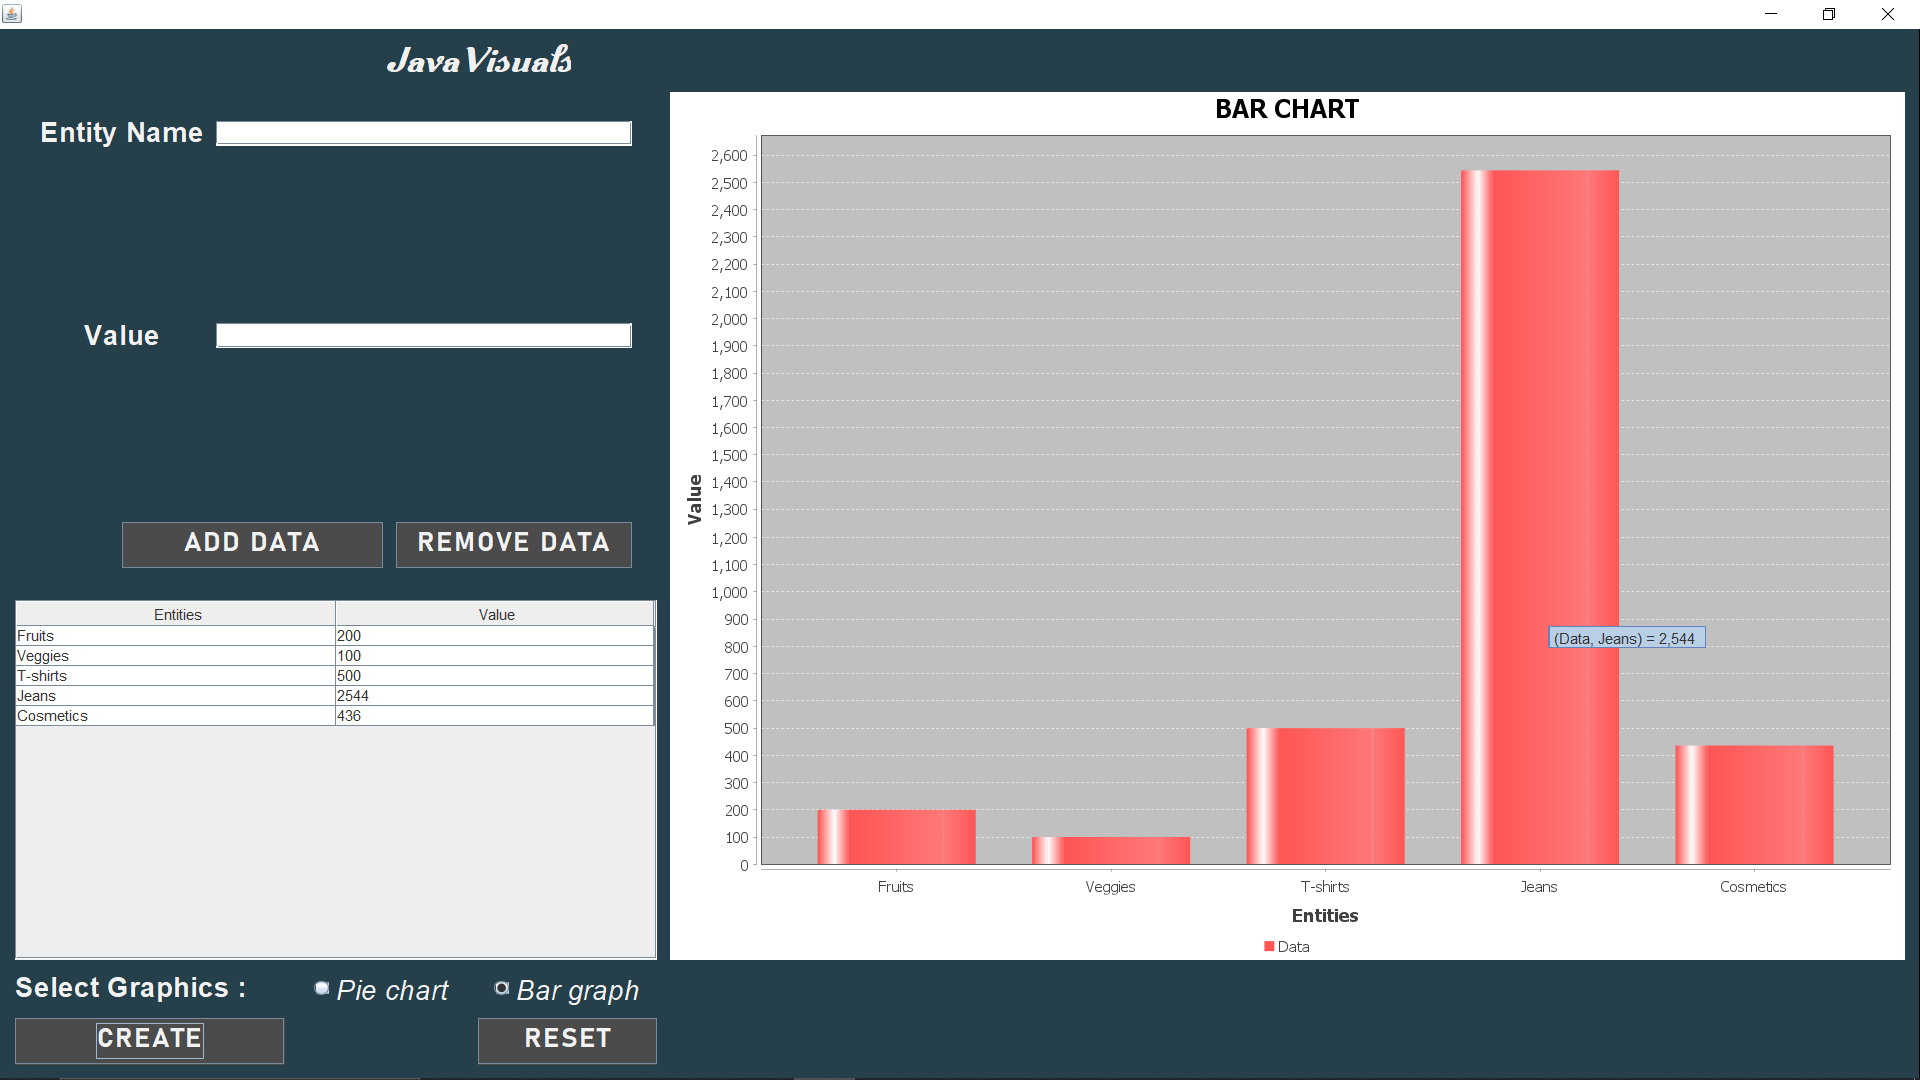 JavaVisuals
Entity Name
Value
ADD DATA
REMOVE DATA
Entities Value
Fruits 200
Veggies 100
T-shirts 500
Jeans 2544
Cosmetics 436
Select Graphics :
Pie chart
Bar graph
CREATE
RESET
BAR CHART
Value
2,600
2,500
2,400
2,300
2,200
2,100
2,000
1,900
1,800
1,700
1,600
1,500
1,400
1,300
1,200
1,100
1,000
900
800
700
600
500
400
300
200
100
0
(Data, Jeans) = 2,544
Fruits Veggies T-shirts Jeans Cosmetics
Entities
Data